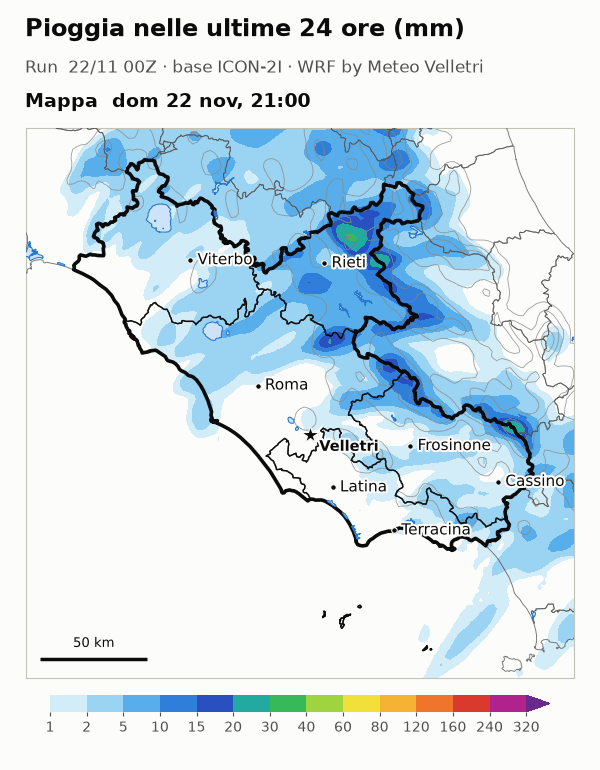 Pioggia nelle ultime 24 ore (mm)
Run 22/11 00Z · base ICON-2I · WRF by Meteo Velletri
Mappa dom 22 nov, 21:00
Viterbo
Rieti
Roma
Velletri
Frosinone
Latina
Cassino
Terracina
50 km
1 2 5 10 15 20 30 40 60 80 120 160 240 320